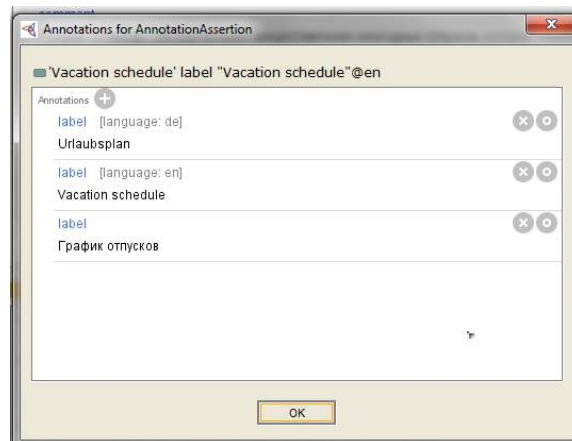 Annotations for AnnotationAssertion
'Vacation schedule' label "Vacation schedule"@en
Annotations
label [language: de]
Urlaubsplan
label [language: en]
Vacation schedule
label
График отпусков
OK